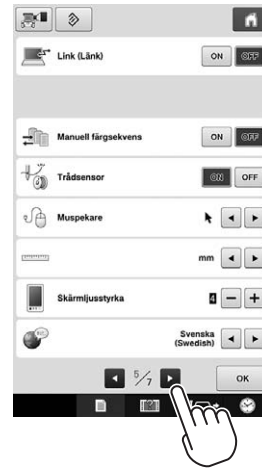 Link (Länk) ON OFF
Manuell färgsekvens ON OFF
Trådsensor ON OFF
Muspekare
mm
Skärmljusstyrka 4
Svenska
(Swedish)
5/7 OK